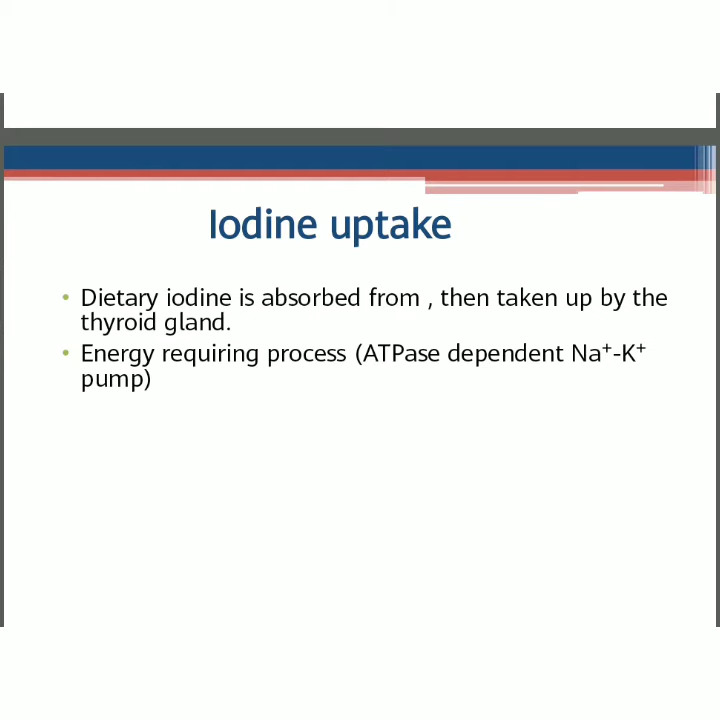 Iodine uptake
• Dietary iodine is absorbed from , then taken up by the
thyroid gland.
• Energy requiring process (ATPase dependent Na⁺-K⁺
pump)